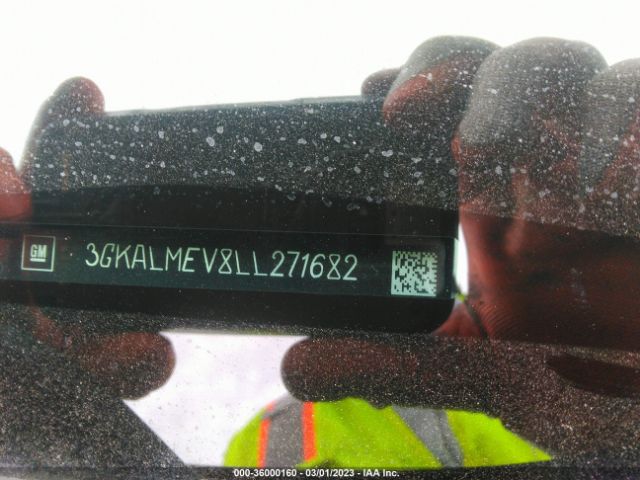 GM
3GKALMEV8LL271682
000-36000160 - 03/01/2023 - IAA Inc.